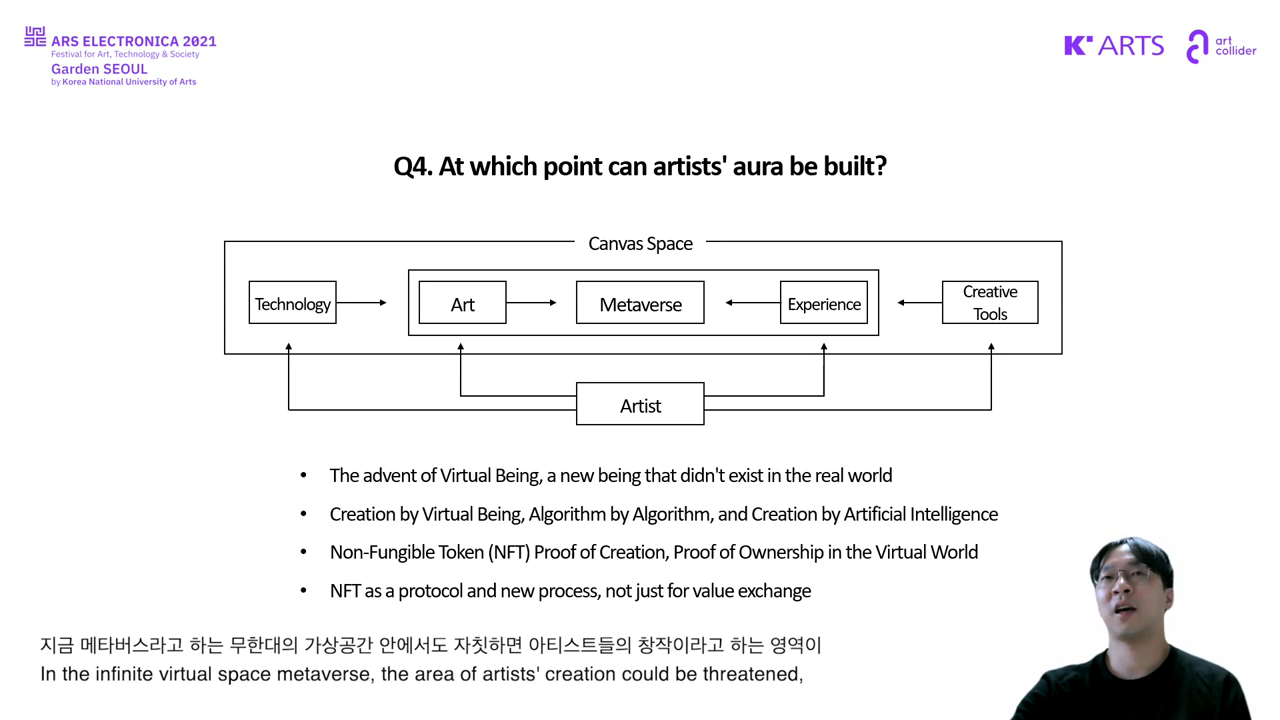 ARS ELECTRONICA 2021
Festival for Art, Technology & Society
Garden SEOUL
by Korea National University of Arts
K ARTS
art
collider
Q4. At which point can artists' aura be built?
Canvas Space
Technology
Art
Metaverse
Experience
Creative
Tools
Artist
• The advent of Virtual Being, a new being that didn't exist in the real world
• Creation by Virtual Being, Algorithm by Algorithm, and Creation by Artificial Intelligence
• Non-Fungible Token (NFT) Proof of Creation, Proof of Ownership in the Virtual World
• NFT as a protocol and new process, not just for value exchange
지금 메타버스라고 하는 무한대의 가상공간 안에서도 자칫하면 아티스트들의 창작이라고 하는 영역이
In the infinite virtual space metaverse, the area of artists' creation could be threatened,